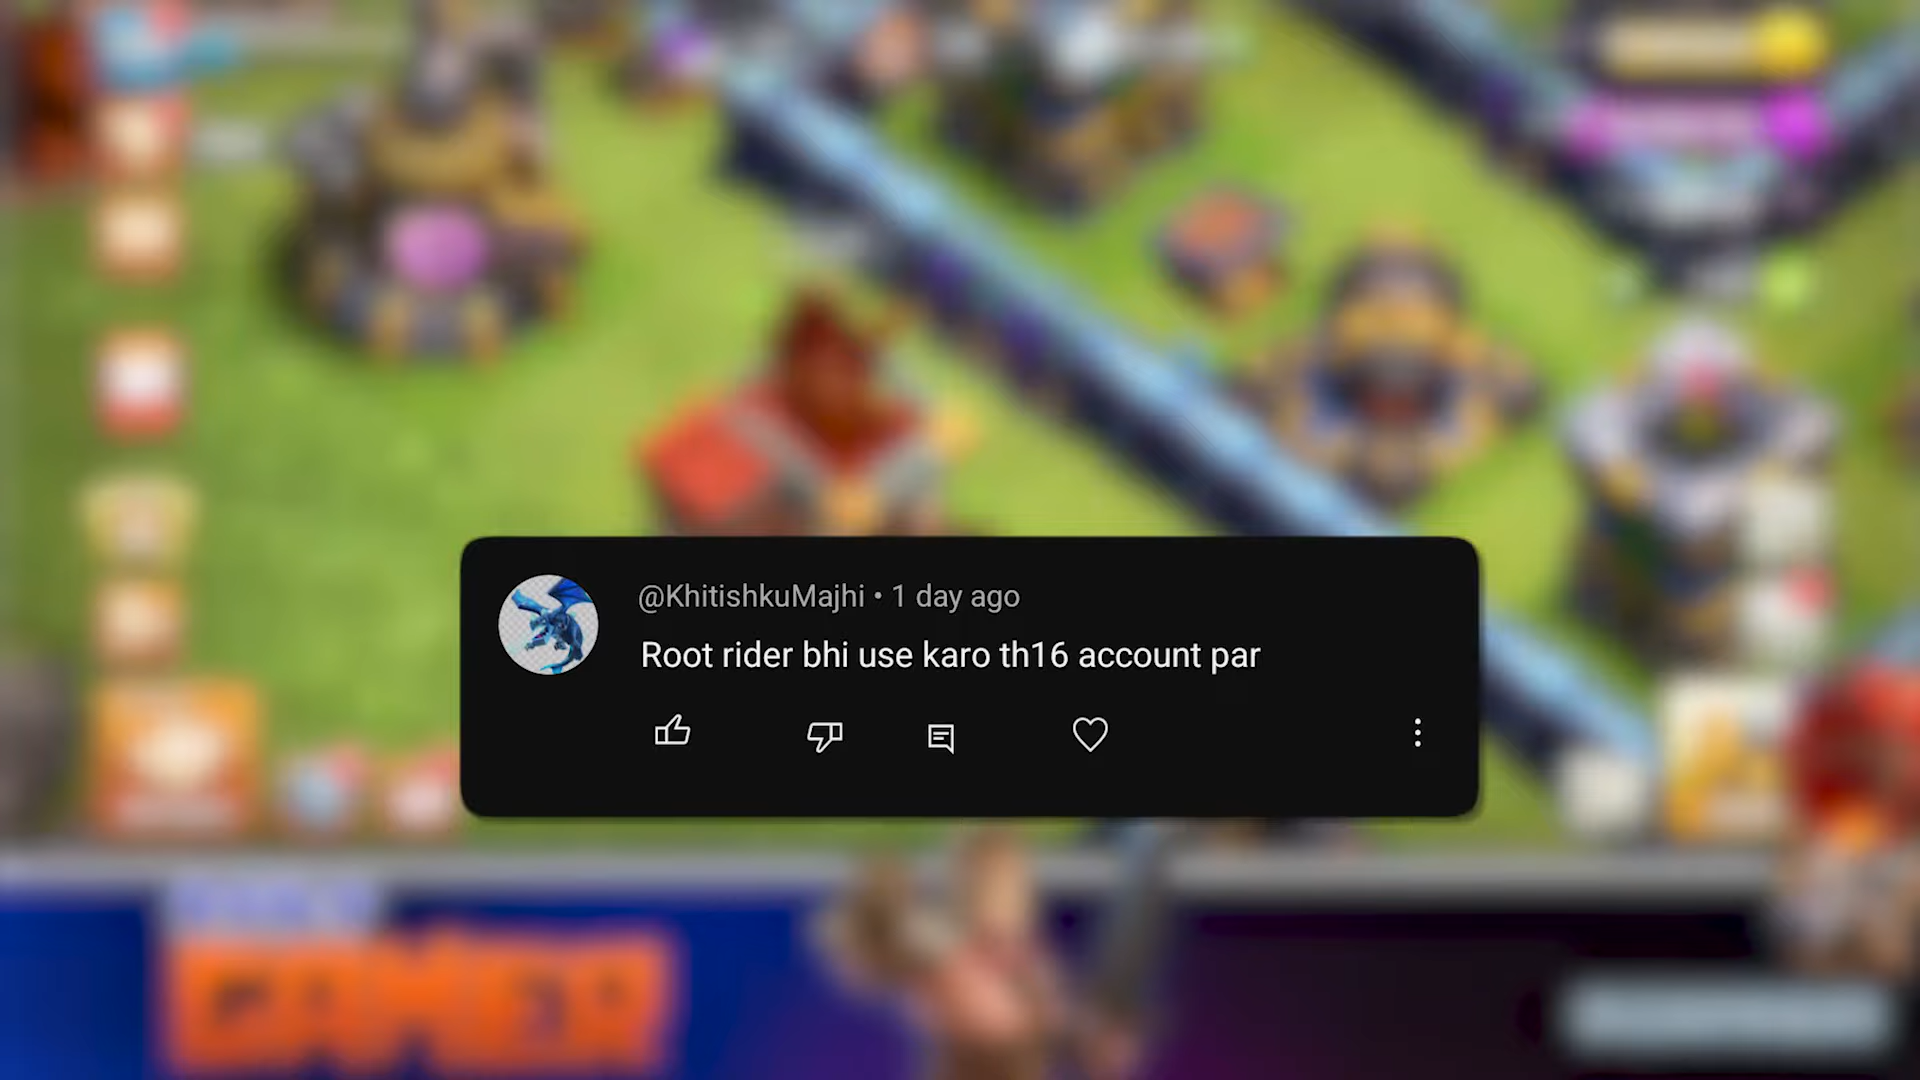 @KhitishkuMajhi • 1 day ago
Root rider bhi use karo th16 account par